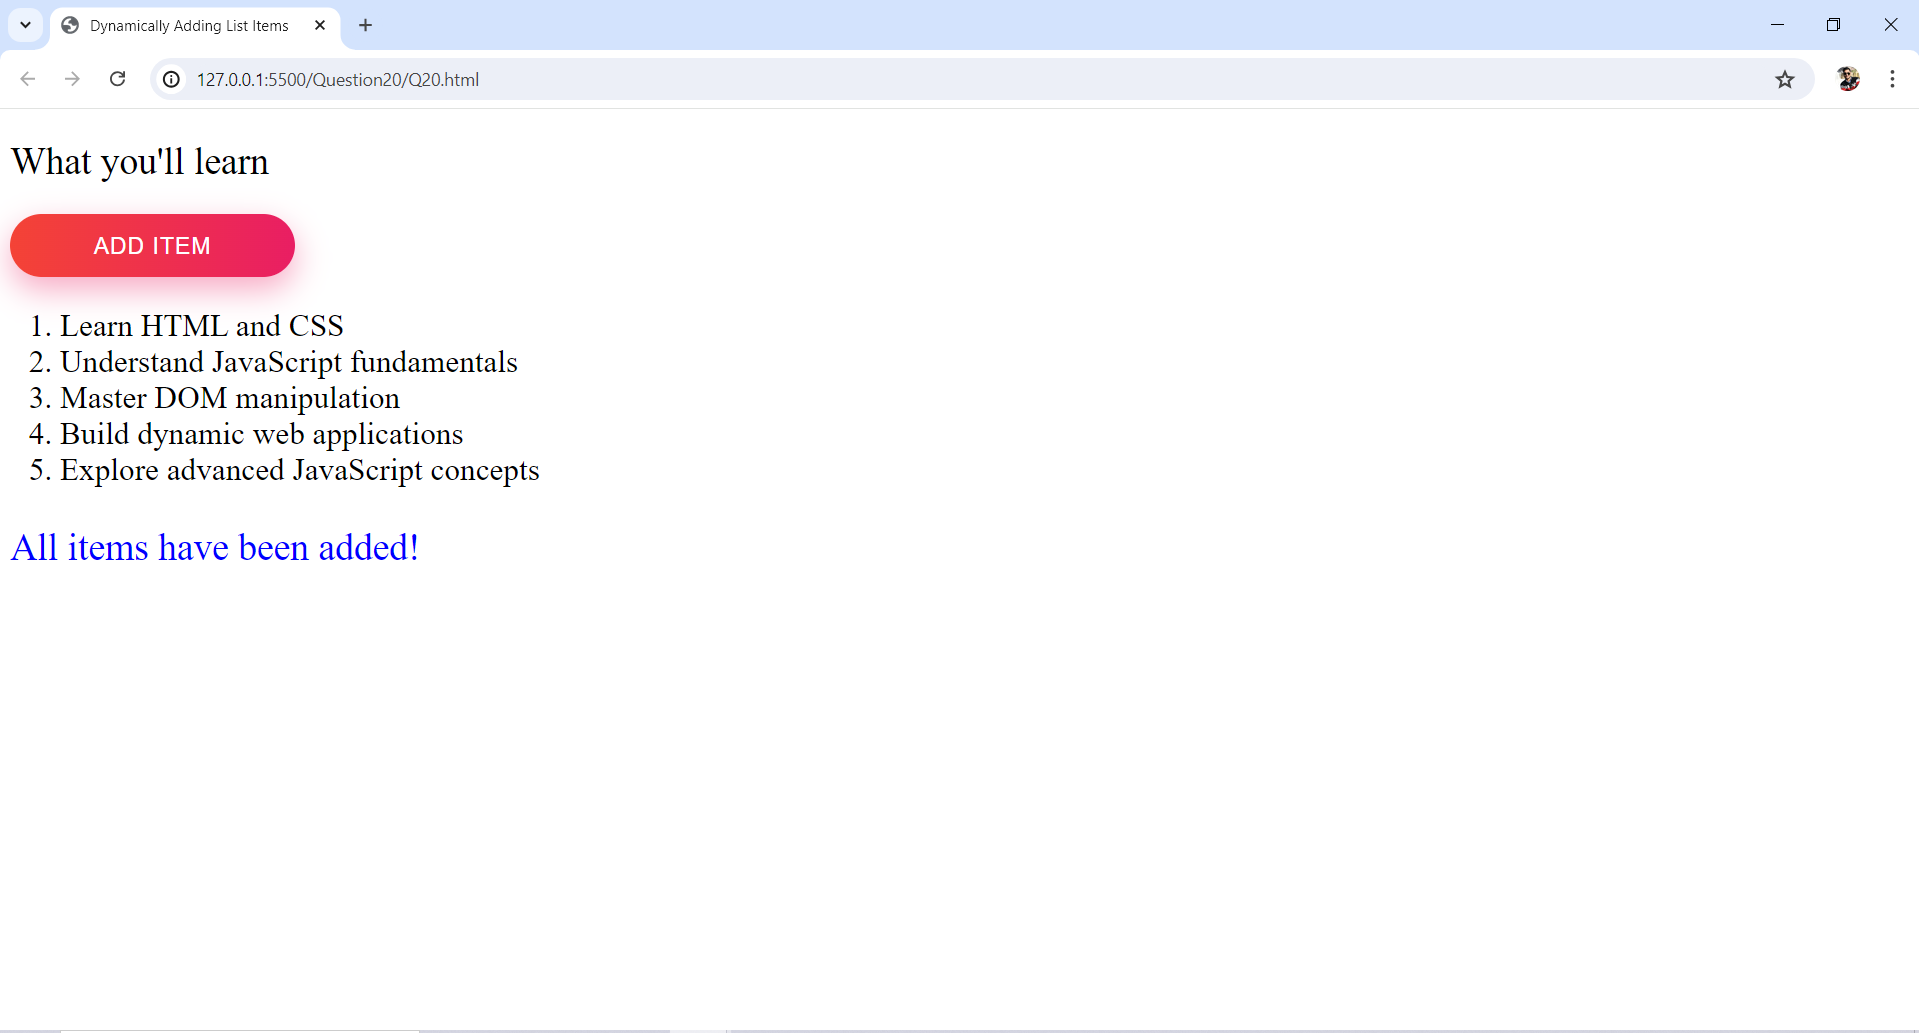 Dynamically Adding List Items
127.0.0.1:5500/Question20/Q20.html
What you'll learn
ADD ITEM
1. Learn HTML and CSS
2. Understand JavaScript fundamentals
3. Master DOM manipulation
4. Build dynamic web applications
5. Explore advanced JavaScript concepts
All items have been added!